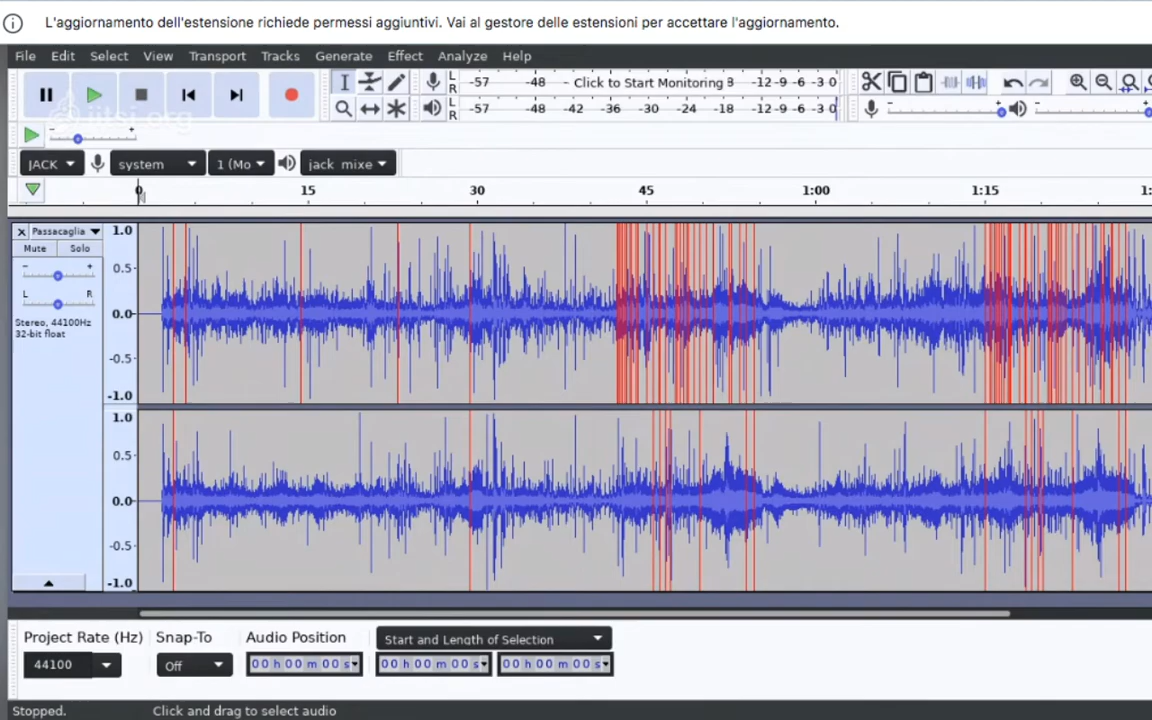 L'aggiornamento dell'estensione richiede permessi aggiuntivi. Vai al gestore delle estensioni per accettare l'aggiornamento.
File Edit Select View Transport Tracks Generate Effect Analyze Help
L R -57 -48 - Click to Start Monitoring 3 -12 -9 -6 -3 0
jitsi.org
L R -57 -48 -42 -36 -30 -24 -18 -12 -9 -6 -3 0
- +
JACK system 1 (Mo jack_mixe
0 15 30 45 1:00 1:15 1:
x Passacaglia
Mute Solo
- +
L R
Stereo, 44100Hz
32-bit float
1.0
0.5-
0.0-
-0.5-
-1.0
1.0
0.5-
0.0-
-0.5-
-1.0
Project Rate (Hz) Snap-To Audio Position Start and Length of Selection
44100 Off 00 h 00 m 00 s 00 h 00 m 00 s 00 h 00 m 00 s
Stopped. Click and drag to select audio